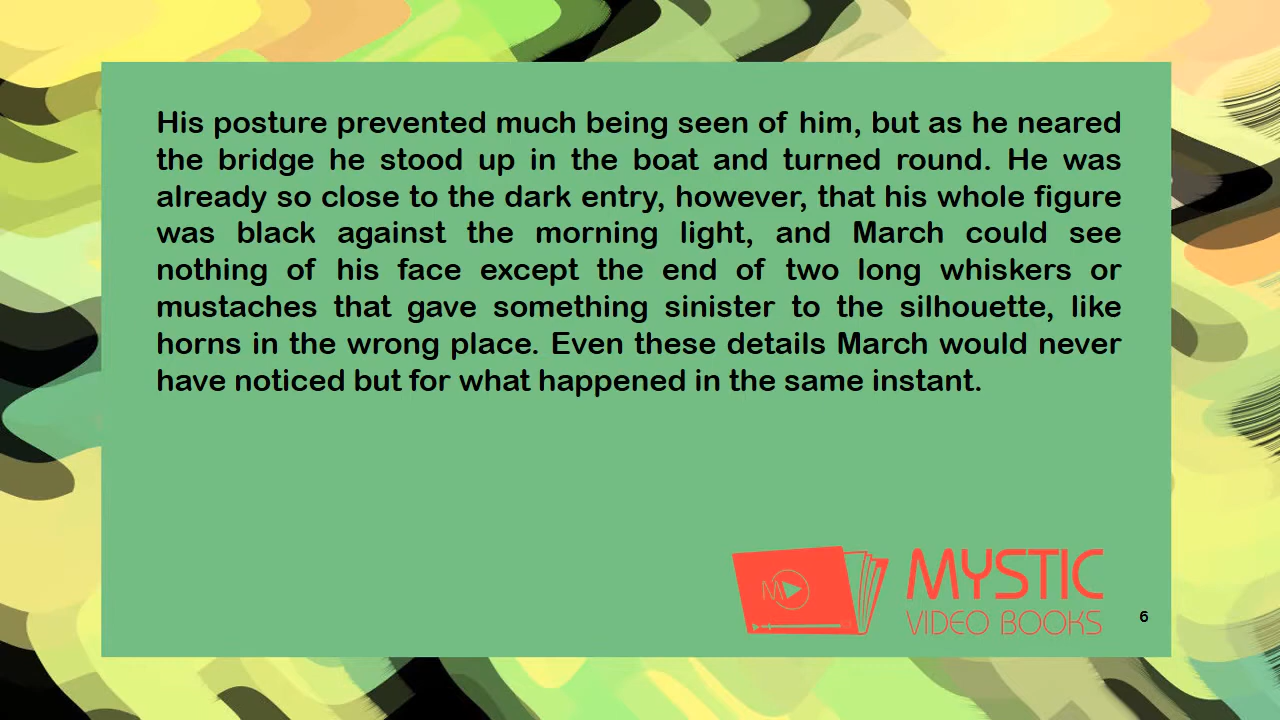 His posture prevented much being seen of him, but as he neared
the bridge he stood up in the boat and turned round. He was
already so close to the dark entry, however, that his whole figure
was black against the morning light, and March could see
nothing of his face except the end of two long whiskers or
mustaches that gave something sinister to the silhouette, like
horns in the wrong place. Even these details March would never
have noticed but for what happened in the same instant.
M
MYSTIC
VIDEO BOOKS
6